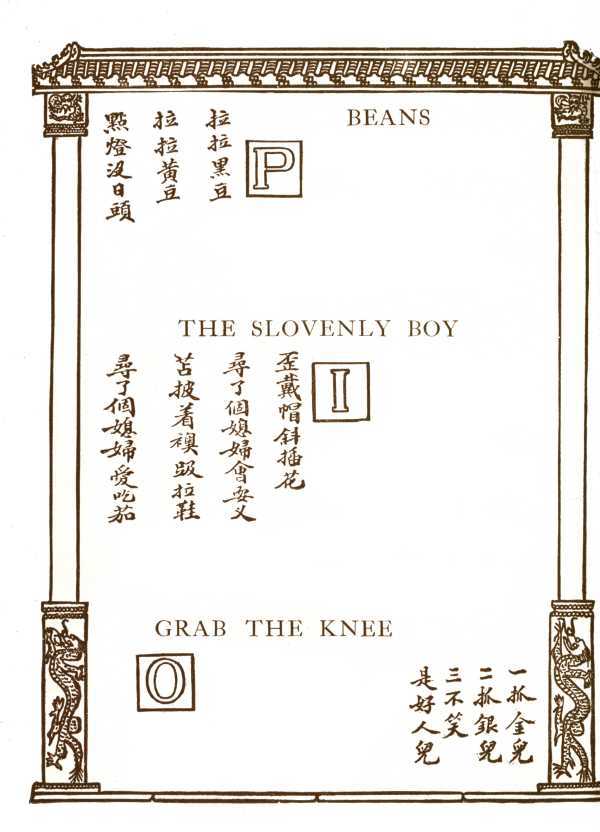 BEANS
P
拉拉黑豆
拉拉黃豆
點燈沒日頭
THE SLOVENLY BOY
I
歪戴帽斜插花
尋了個媳婦會耍叉
苫披着襖趿拉鞋
尋了個媳婦愛吃茄
GRAB THE KNEE
O
一抓金兒
二抓銀兒
三不笑
是好人兒